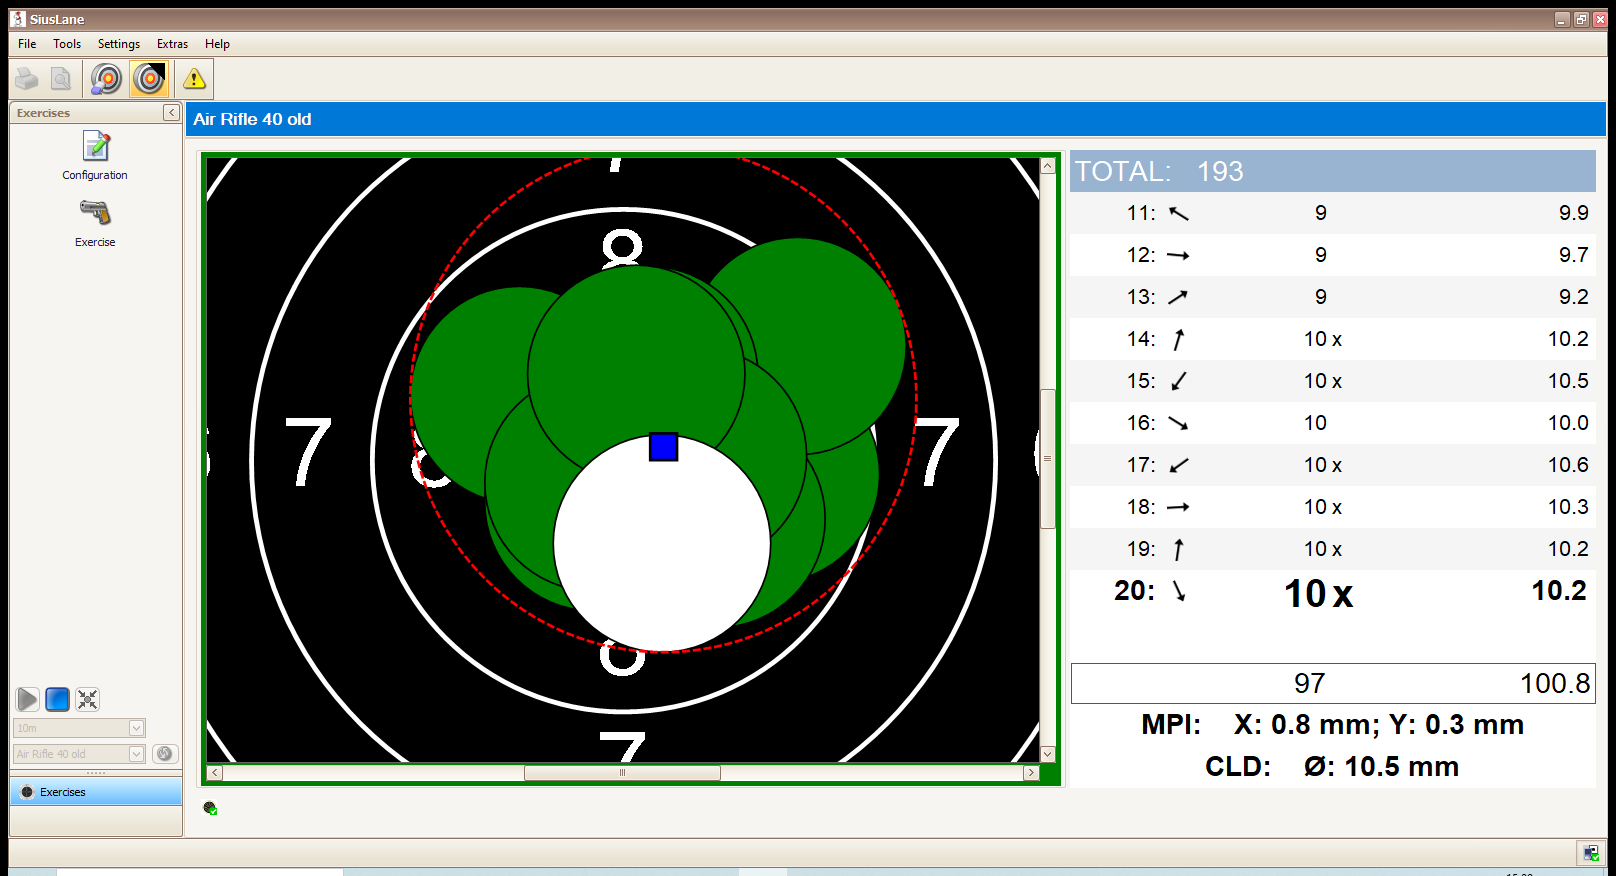 SiusLane
File Tools Settings Extras Help
Exercises
Configuration
Exercise
10m
Air Rifle 40 old
Exercises
Air Rifle 40 old
7
8
7 8 7
8
7
TOTAL: 193
11: 9 9.9
12: 9 9.7
13: 9 9.2
14: 10 x 10.2
15: 10 x 10.5
16: 10 10.0
17: 10 x 10.6
18: 10 x 10.3
19: 10 x 10.2
20: 10 x 10.2
97 100.8
MPI: X: 0.8 mm; Y: 0.3 mm
CLD: Ø: 10.5 mm